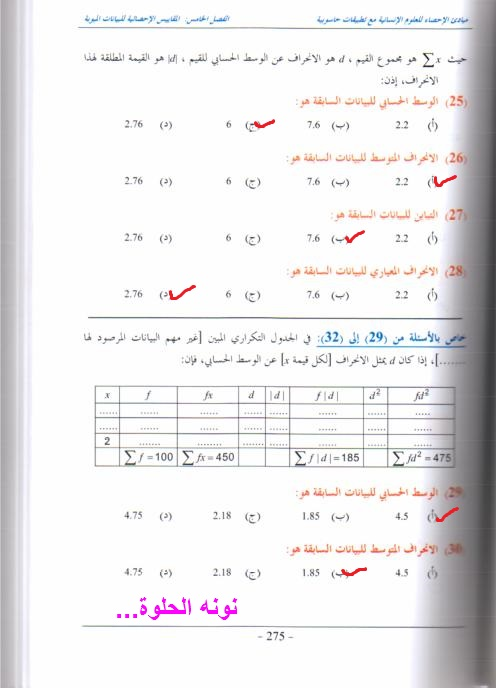 مبادئ الإحصاء للعلوم الإنسانية مع تطبيقات حاسوبية
الفصل الخامس: المقاييس الإحصائية للبيانات المبوبة
حيث ∑x هو مجموع القيم ، d هو الانحراف عن الوسط الحسابي للقيم ، |d| هو القيمة المطلقة لهذا
الانحراف، إذن:
(25) الوسط الحسابي للبيانات السابقة هو:
(أ) 2.2 (ب) 7.6 (ج) 6 (د) 2.76
(26) الانحراف المتوسط للبيانات السابقة هو:
(أ) 2.2 (ب) 7.6 (ج) 6 (د) 2.76
(27) التباين للبيانات السابقة هو:
(أ) 2.2 (ب) 7.6 (ج) 6 (د) 2.76
(28) الانحراف المعياري للبيانات السابقة هو:
(أ) 2.2 (ب) 7.6 (ج) 6 (د) 2.76
خاص بالأسئلة من (29) إلى (32): في الجدول التكراري المبين [غير مهم البيانات المرصود لها
........]، إذا كان d يمثل الانحراف [لكل قيمة x] عن الوسط الحسابي، فإن:
x f fx d |d| f|d| d² fd²
...... ...... ...... ...... ...... ...... ...... ......
...... ...... ...... ...... ...... ...... ...... ......
2 ....... ........ ...... ...... ...... ...... ......
∑f=100 ∑fx=450 ∑f|d|=185 ∑fd²=475
(29) الوسط الحسابي للبيانات السابقة هو:
(أ) 4.5 (ب) 1.85 (ج) 2.18 (د) 4.75
(30) الانحراف المتوسط للبيانات السابقة هو:
(أ) 4.5 (ب) 1.85 (ج) 2.18 (د) 4.75
نونه الحلوة...
- 275 -